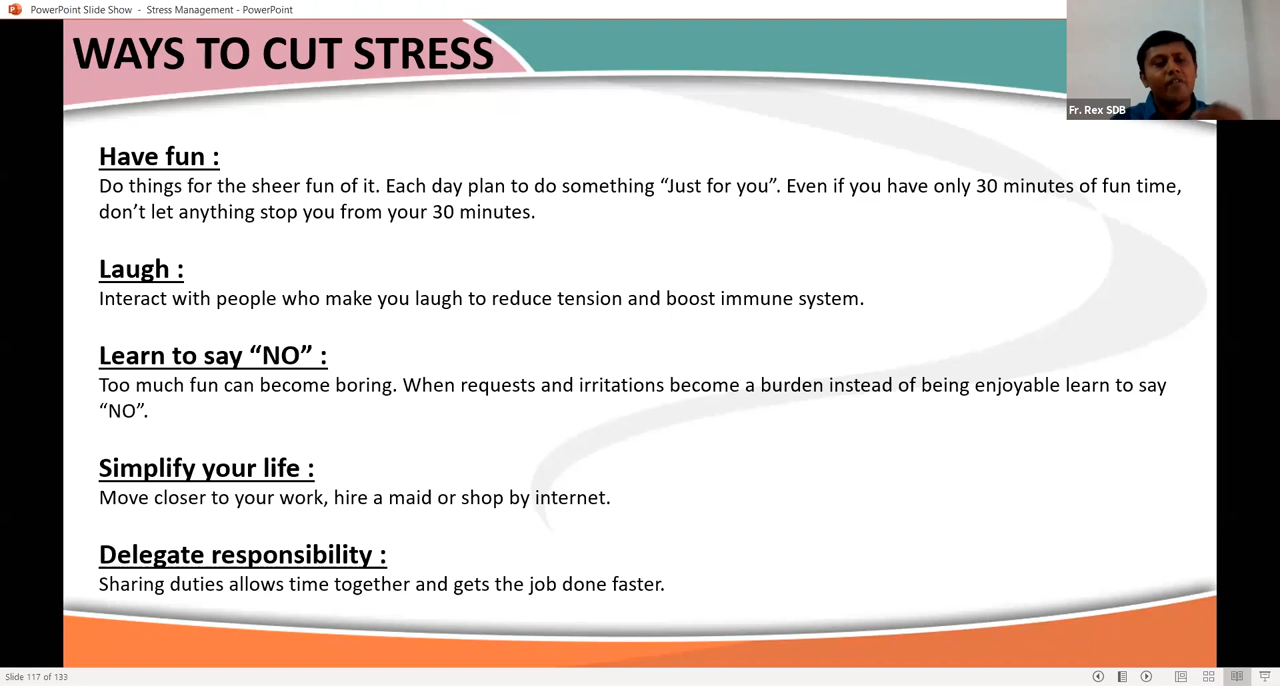 PowerPoint Slide Show - Stress Management - PowerPoint
WAYS TO CUT STRESS
Fr. Rex SDB
Have fun :
Do things for the sheer fun of it. Each day plan to do something “Just for you”. Even if you have only 30 minutes of fun time,
don’t let anything stop you from your 30 minutes.
Laugh :
Interact with people who make you laugh to reduce tension and boost immune system.
Learn to say “NO” :
Too much fun can become boring. When requests and irritations become a burden instead of being enjoyable learn to say
“NO”.
Simplify your life :
Move closer to your work, hire a maid or shop by internet.
Delegate responsibility :
Sharing duties allows time together and gets the job done faster.
Slide 117 of 133